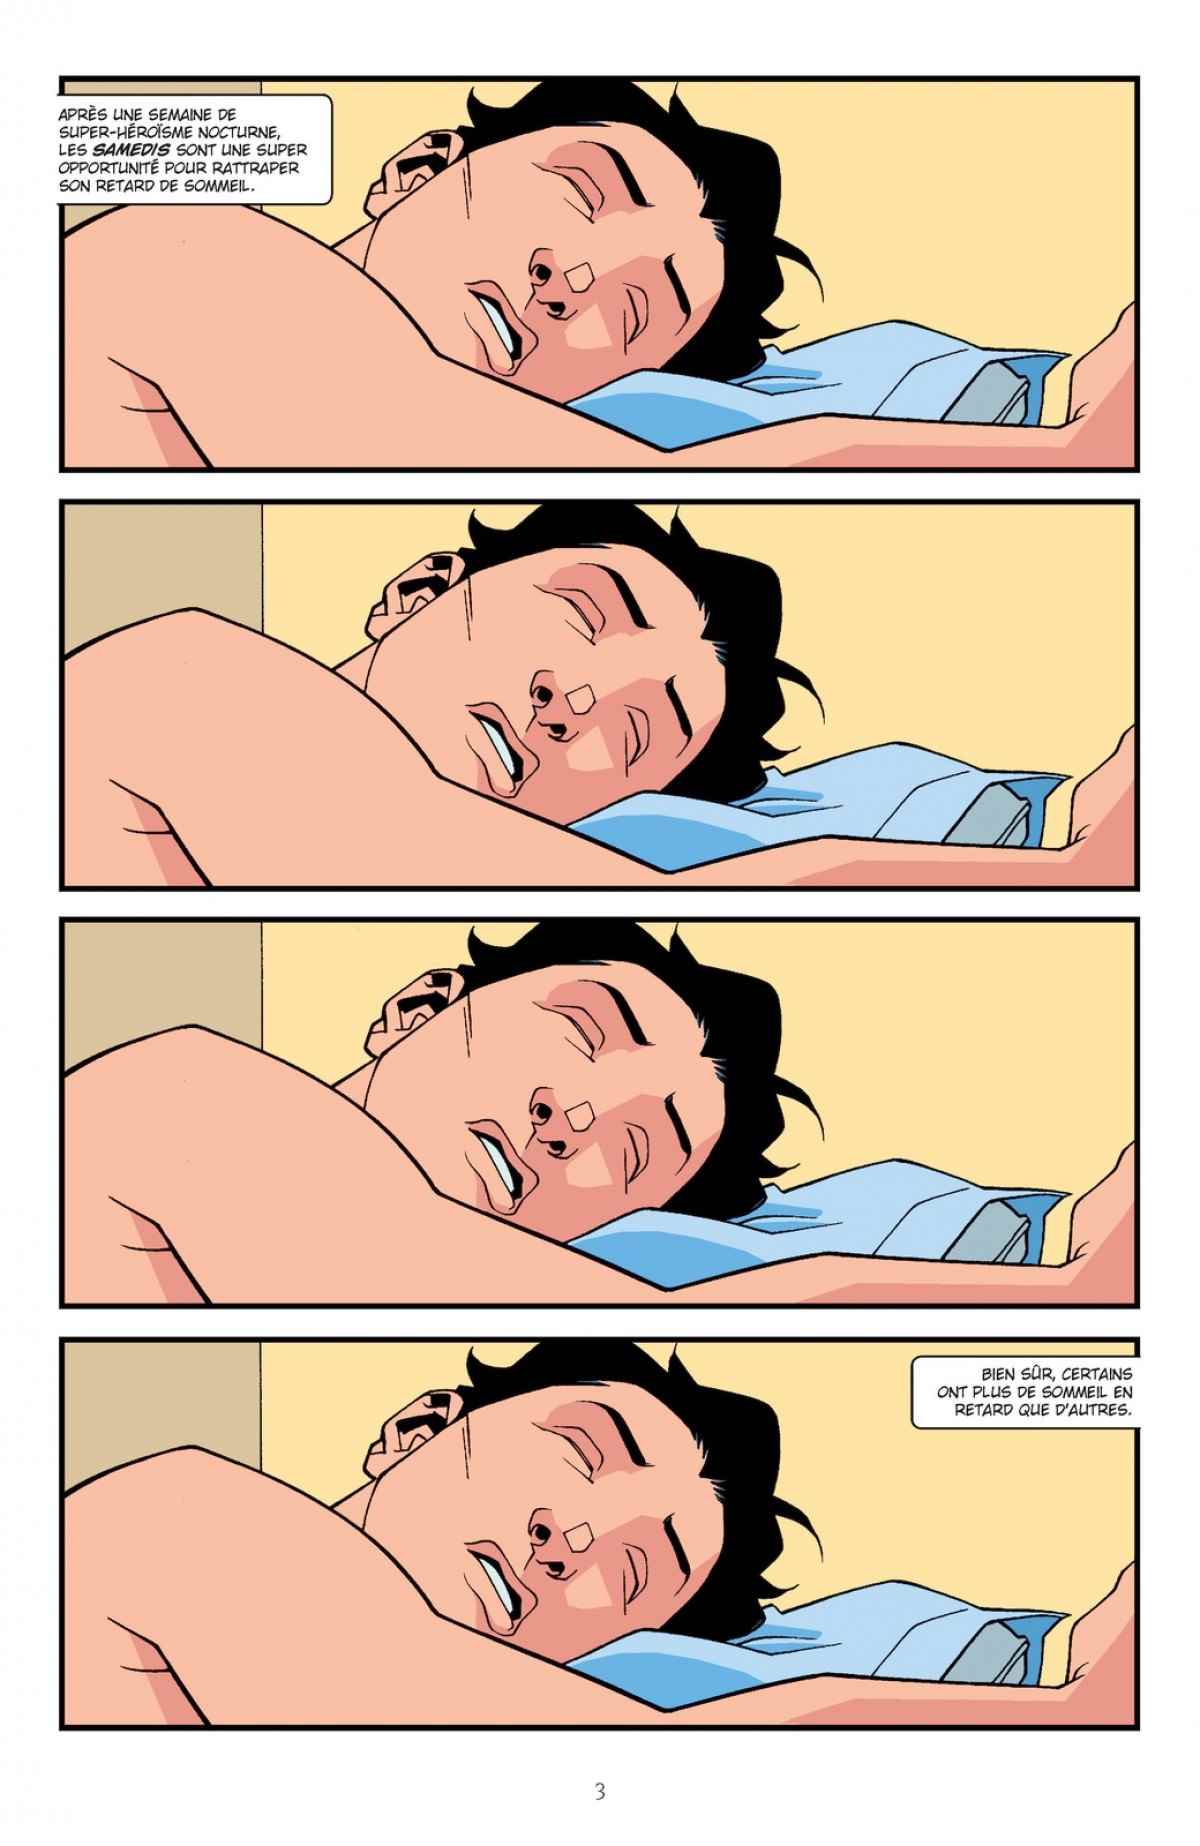 APRÈS UNE SEMAINE DE
SUPER-HÉROÏSME NOCTURNE,
LES SAMEDIS SONT UNE SUPER
OPPORTUNITÉ POUR RATTRAPER
SON RETARD DE SOMMEIL.
BIEN SÛR, CERTAINS
ONT PLUS DE SOMMEIL EN
RETARD QUE D'AUTRES.
3